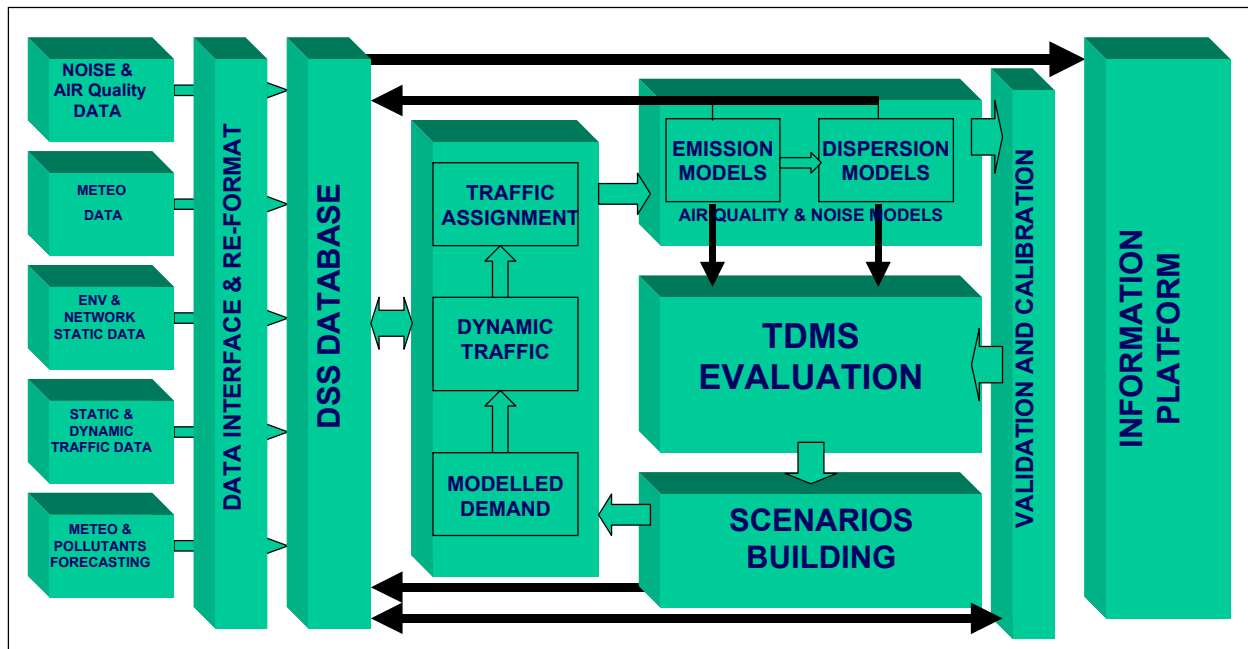 NOISE &
AIR Quality
DATA
METEO
DATA
ENV &
NETWORK
STATIC DATA
STATIC &
DYNAMIC
TRAFFIC DATA
METEO &
POLLUTANTS
FORECASTING
DATA INTERFACE & RE-FORMAT
DSS DATABASE
TRAFFIC
ASSIGNMENT
DYNAMIC
TRAFFIC
MODELLED
DEMAND
EMISSION
MODELS
DISPERSION
MODELS
AIR QUALITY & NOISE MODELS
TDMS
EVALUATION
SCENARIOS
BUILDING
VALIDATION AND CALIBRATION
INFORMATION
PLATFORM